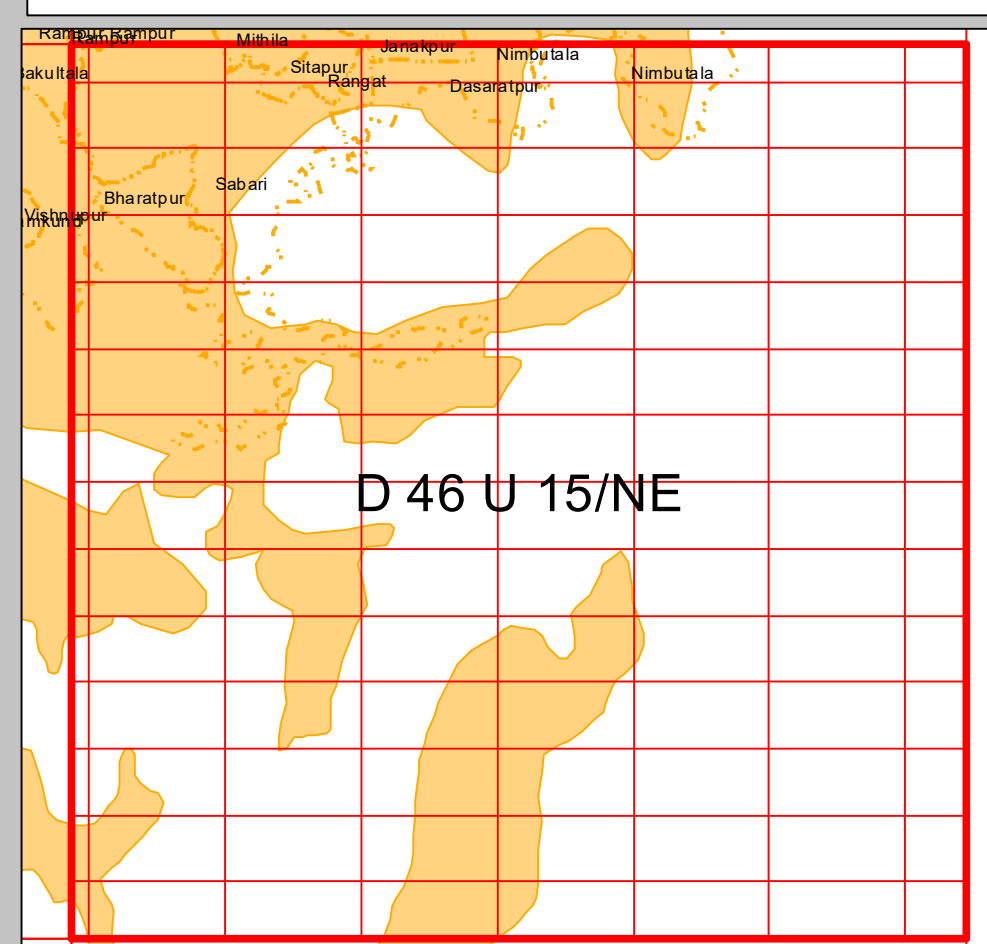 Rampur Rampur
Rampur
Mithila
Janakpur
Nimbutala
Sitapur
Bakultala
Nimbutala
Rangat
Dasaratpur
Sabari
Bharatpur
Vishnupur
D 46 U 15/NE